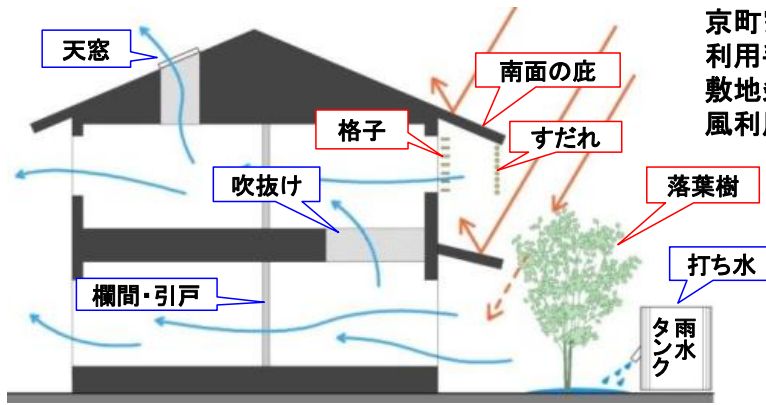 京町
利用
敷地
風利
天窓
南面の庇
格子
すだれ
吹抜け
落葉樹
打ち水
欄間・引戸
雨水
タンク